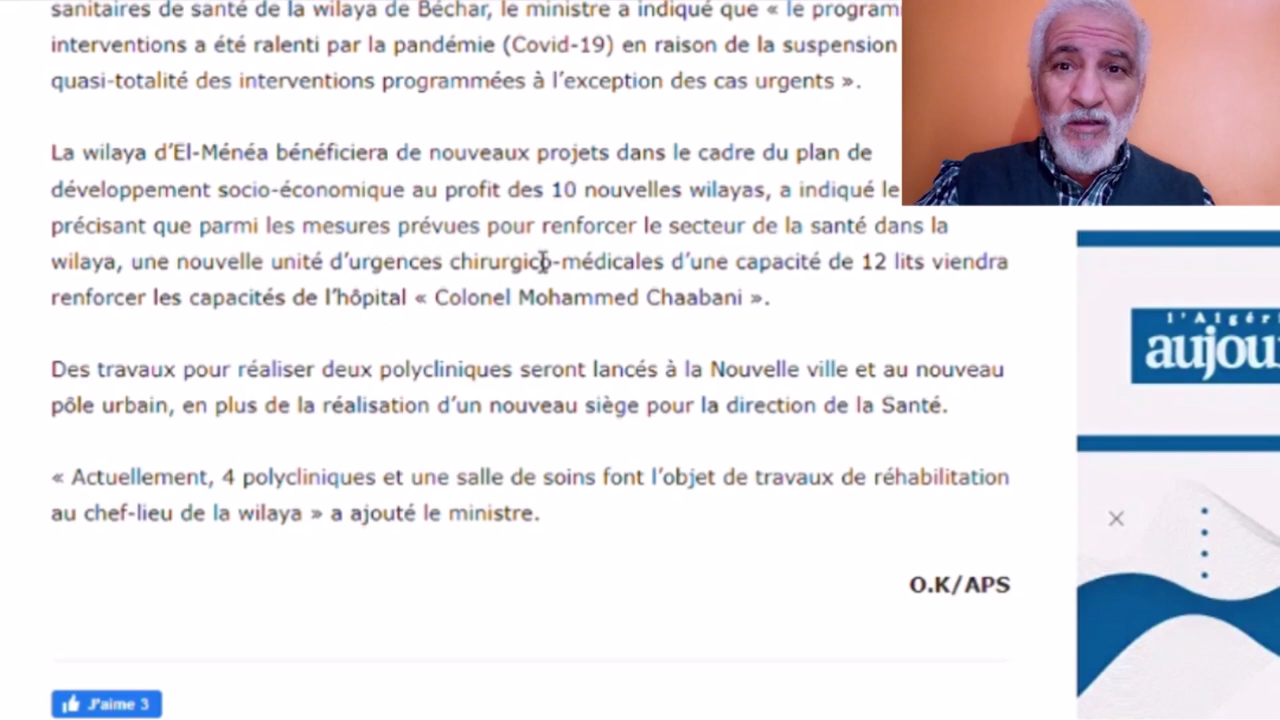 sanitaires de santé de la wilaya de Béchar, le ministre a indiqué que « le
interventions a été ralenti par la pandémie (Covid-19) en raison de la suspension
quasi-totalité des interventions programmées à l'exception des cas urgents ».
La wilaya d'El-Ménéa bénéficiera de nouveaux projets dans le cadre du plan de
développement socio-économique au profit des 10 nouvelles wilayas, a indiqué le
précisant que parmi les mesures prévues pour renforcer le secteur de la santé dans la
wilaya, une nouvelle unité d'urgences chirurgico-médicales d'une capacité de 12 lits viendra
renforcer les capacités de l'hôpital « Colonel Mohammed Chaabani ».
Des travaux pour réaliser deux polycliniques seront lancés à la Nouvelle ville et au nouveau
pôle urbain, en plus de la réalisation d'un nouveau siège pour la direction de la Santé.
« Actuellement, 4 polycliniques et une salle de soins font l'objet de travaux de réhabilitation
au chef-lieu de la wilaya » a ajouté le ministre.
O.K/APS
J'aime 3